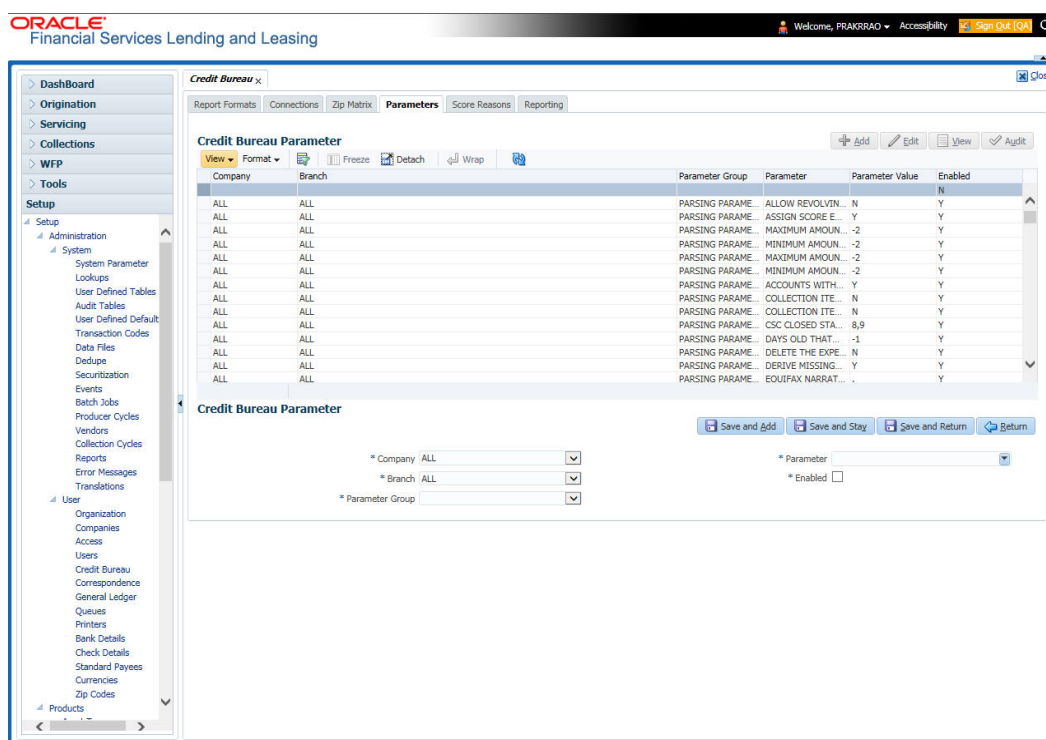 ORACLE
Financial Services Lending and Leasing
Welcome, PRAKRRAO Accessibility Sign Out [QA]
DashBoard
Origination
Servicing
Collections
WFP
Tools
Setup
Setup
Administration
System
System Parameter
Lookups
User Defined Tables
Audit Tables
User Defined Default
Transaction Codes
Data Files
Dedupe
Securitization
Events
Batch Jobs
Producer Cycles
Vendors
Collection Cycles
Reports
Error Messages
Translations
User
Organization
Companies
Access
Users
Credit Bureau
Correspondence
General Ledger
Queues
Printers
Bank Details
Check Details
Standard Payees
Currencies
Zip Codes
Products
Credit Bureau x
Clos
Report Formats Connections Zip Matrix Parameters Score Reasons Reporting
Credit Bureau Parameter
Add Edit View Audit
View Format Freeze Detach Wrap
Company Branch Parameter Group Parameter Parameter Value Enabled
N
ALL ALL PARSING PARAME... ALLOW REVOLVIN... N Y
ALL ALL PARSING PARAME... ASSIGN SCORE E... Y Y
ALL ALL PARSING PARAME... MAXIMUM AMOUN... -2 Y
ALL ALL PARSING PARAME... MINIMUM AMOUN... -2 Y
ALL ALL PARSING PARAME... MAXIMUM AMOUN... -2 Y
ALL ALL PARSING PARAME... MINIMUM AMOUN... -2 Y
ALL ALL PARSING PARAME... ACCOUNTS WITH... Y Y
ALL ALL PARSING PARAME... COLLECTION ITE... N Y
ALL ALL PARSING PARAME... COLLECTION ITE... N Y
ALL ALL PARSING PARAME... CSC CLOSED STA... 8,9 Y
ALL ALL PARSING PARAME... DAYS OLD THAT... -1 Y
ALL ALL PARSING PARAME... DELETE THE EXPE... N Y
ALL ALL PARSING PARAME... DERIVE MISSING... Y Y
ALL ALL PARSING PARAME... EQUIFAX NARRAT... , Y
Credit Bureau Parameter
Save and Add Save and Stay Save and Return Return
* Company ALL
* Branch ALL
* Parameter Group
* Parameter
* Enabled